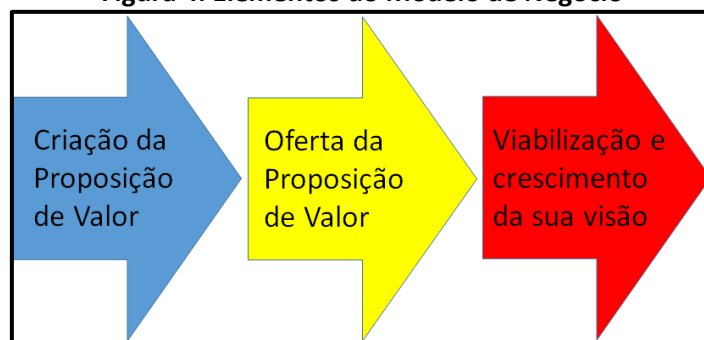 Figura 4. Elementos do Modelo de Negócio
Criação da
Proposição
de Valor
Oferta da
Proposição
de Valor
Viabilização e
crescimento
da sua visão